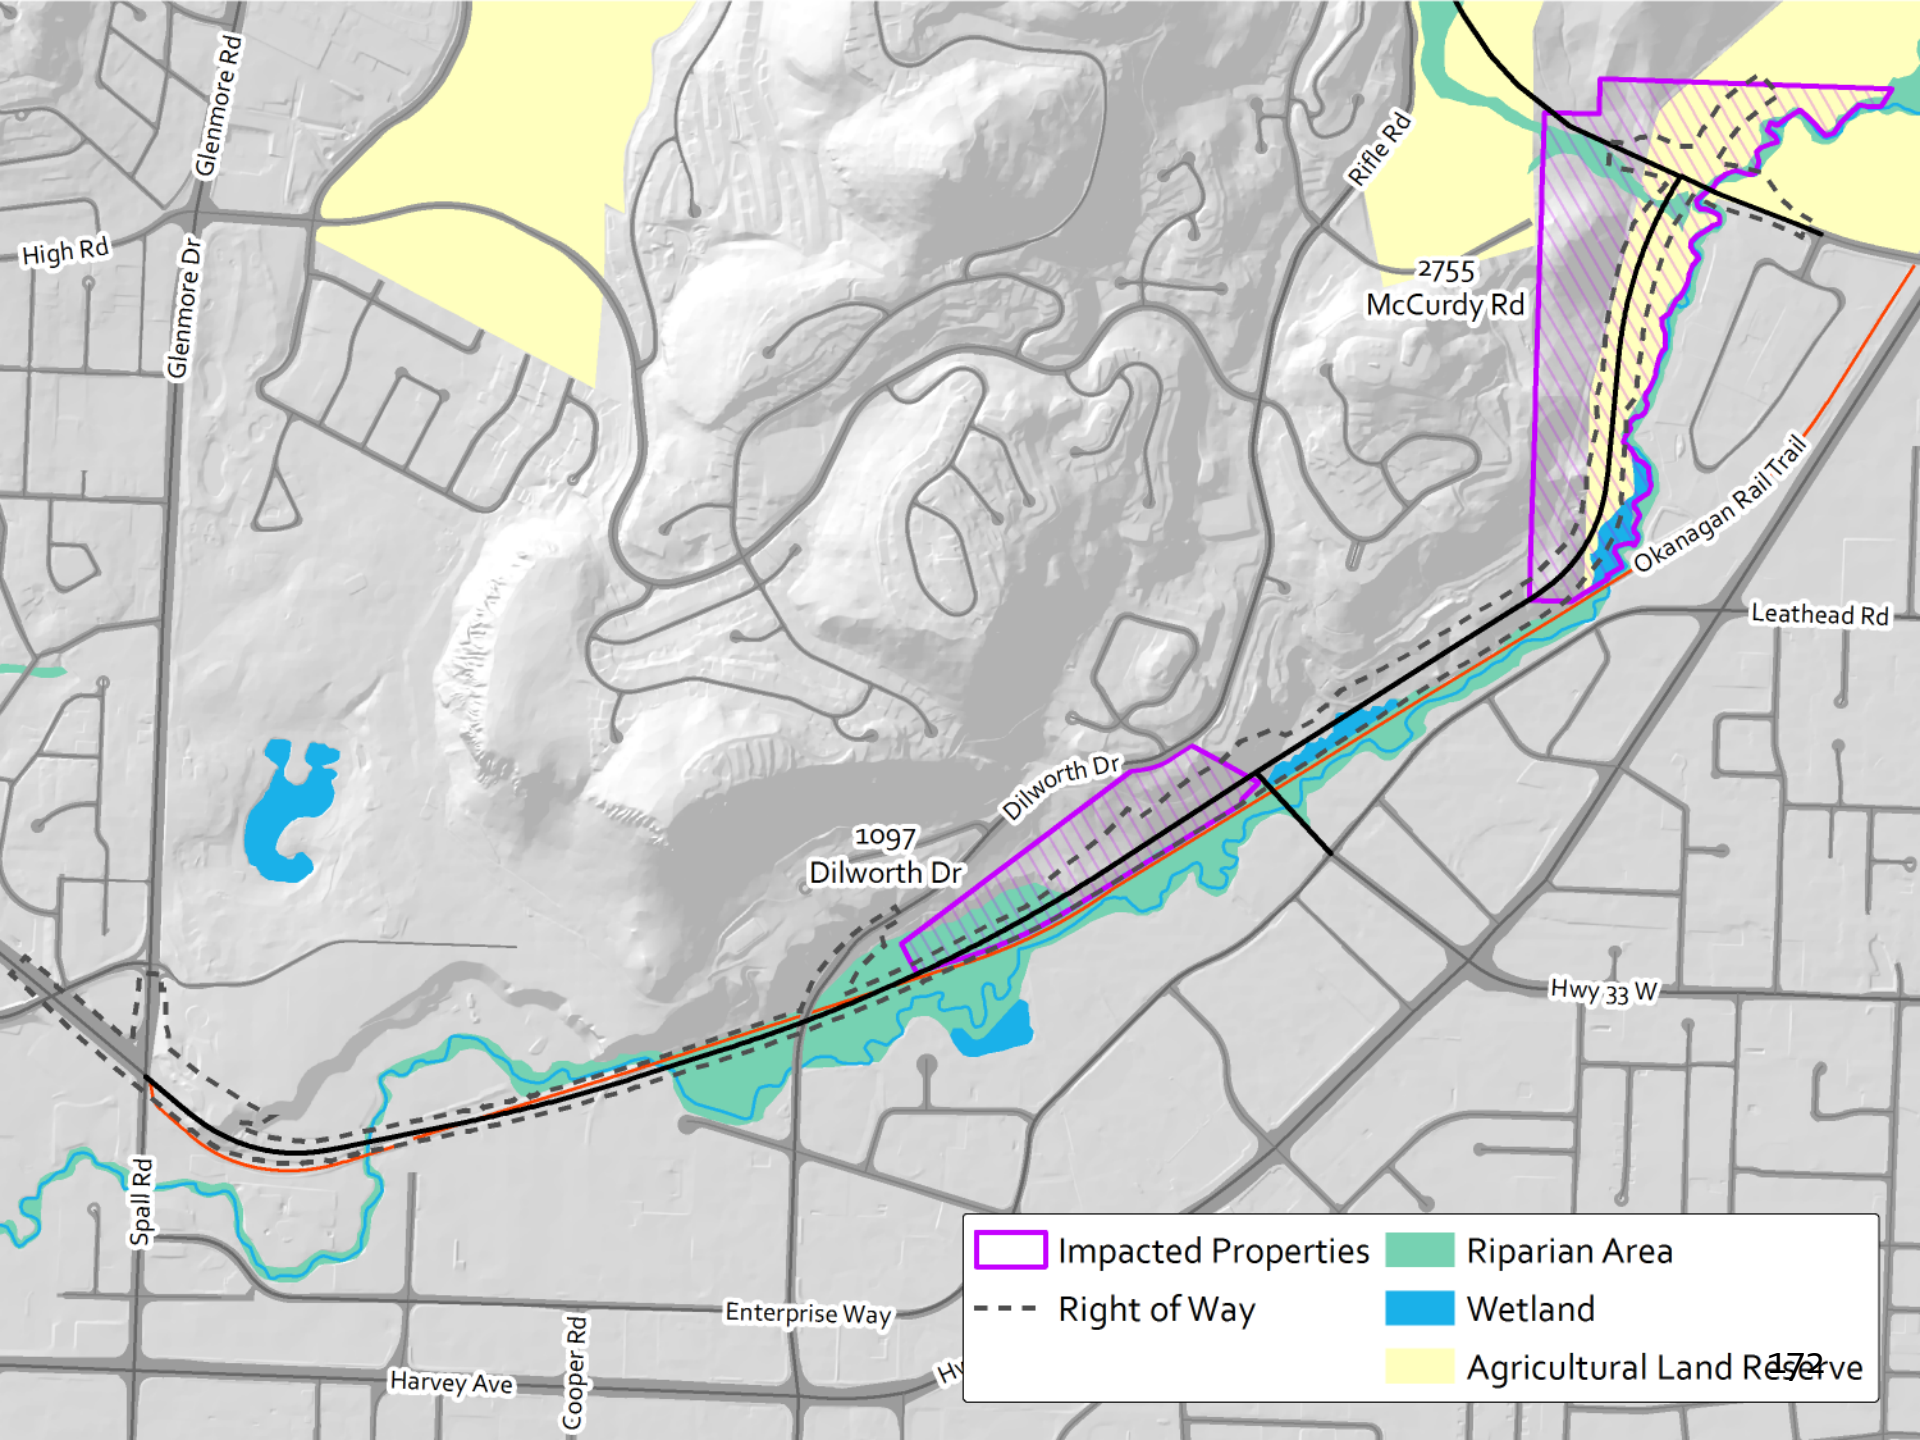 Glenmore Rd
High Rd
Glenmore Dr
Rifle Rd
2755
McCurdy Rd
Okanagan Rail Trail
Leathead Rd
Dilworth Dr
1097
Dilworth Dr
Hwy 33 W
Spall Rd
Enterprise Way
Cooper Rd
Harvey Ave
Hw
Impacted Properties
Right of Way
Riparian Area
Wetland
Agricultural Land Reserve
172